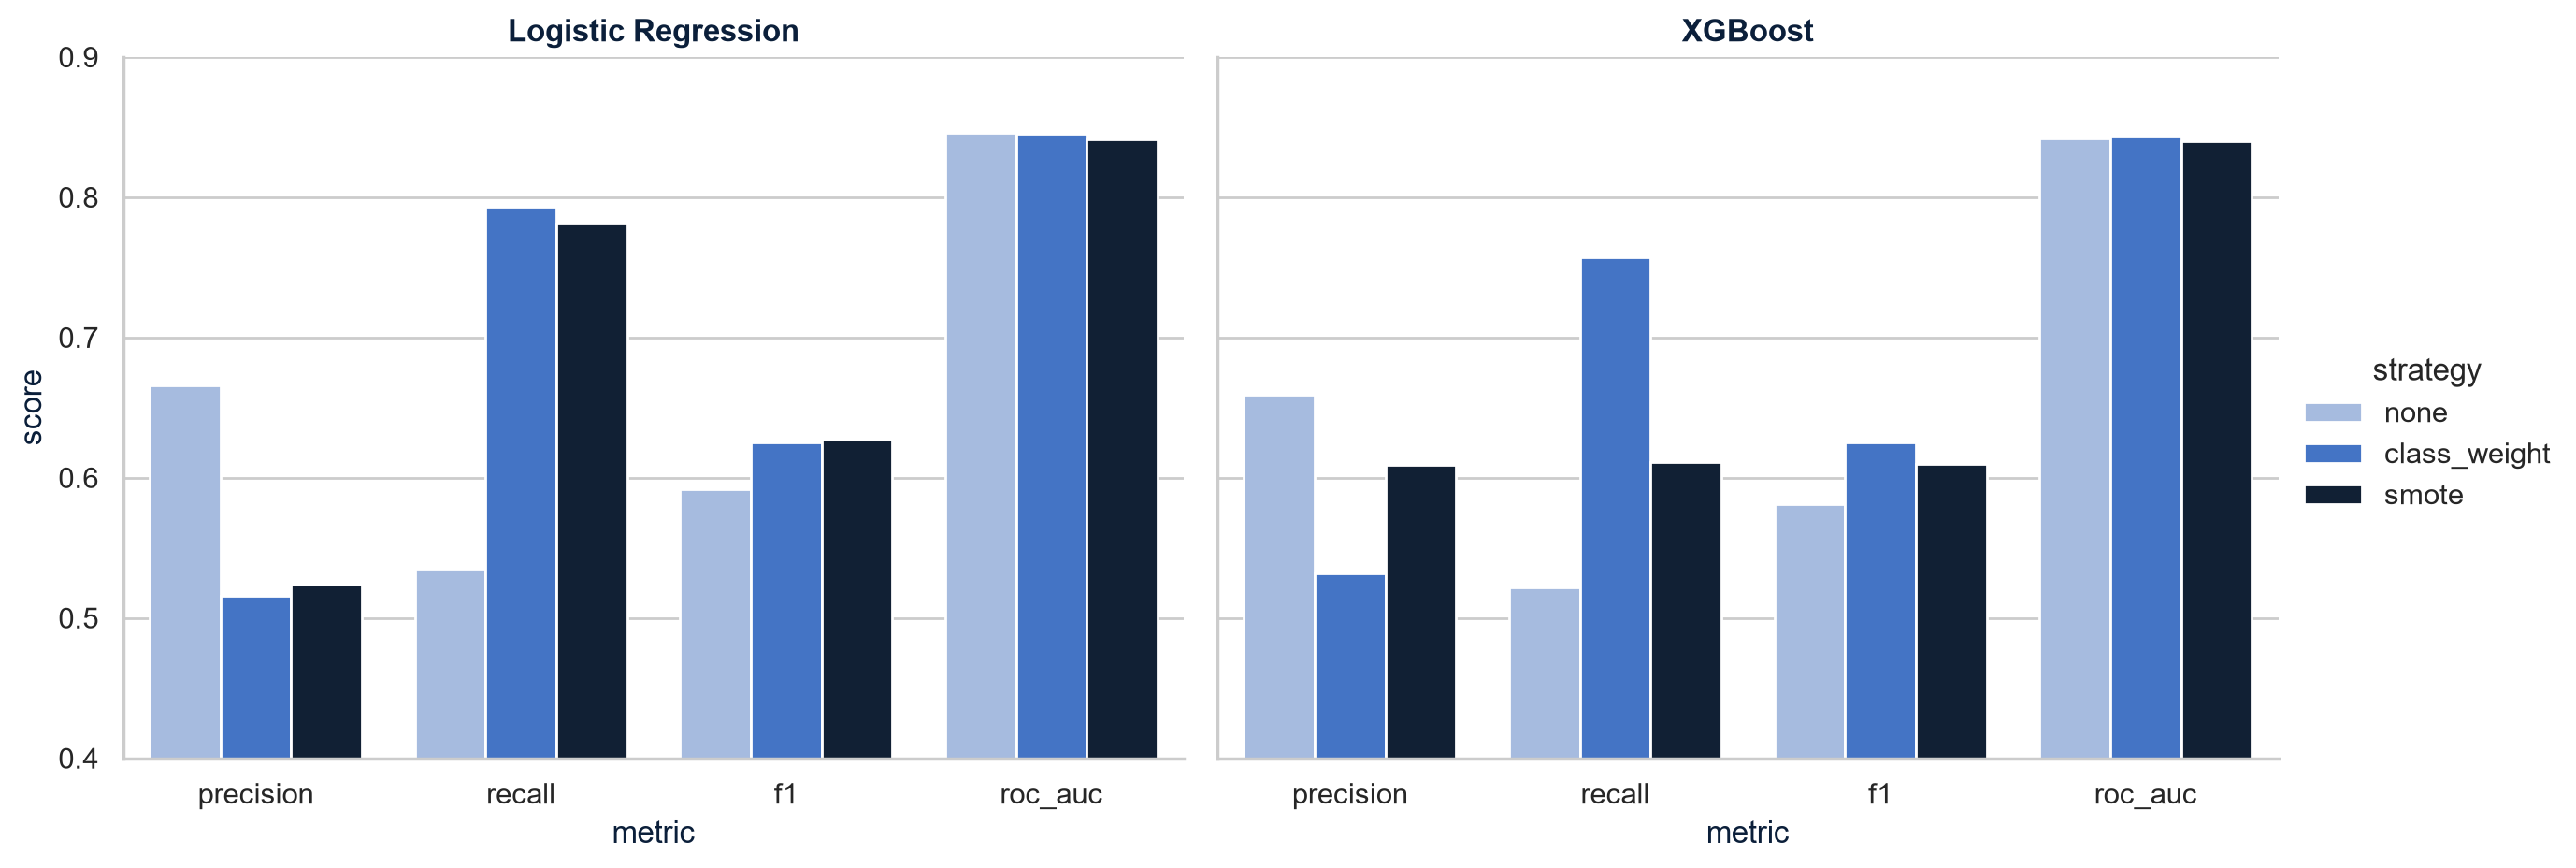 Logistic Regression
XGBoost
0.9
0.8
0.7
0.6
0.5
0.4
score
precision recall f1 roc_auc
metric
precision recall f1 roc_auc
metric
strategy
none
class_weight
smote